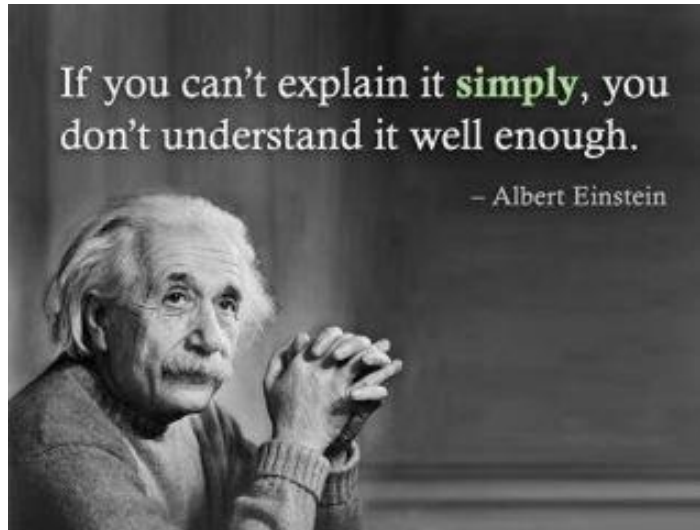 If you can’t explain it simply, you
don’t understand it well enough.
– Albert Einstein